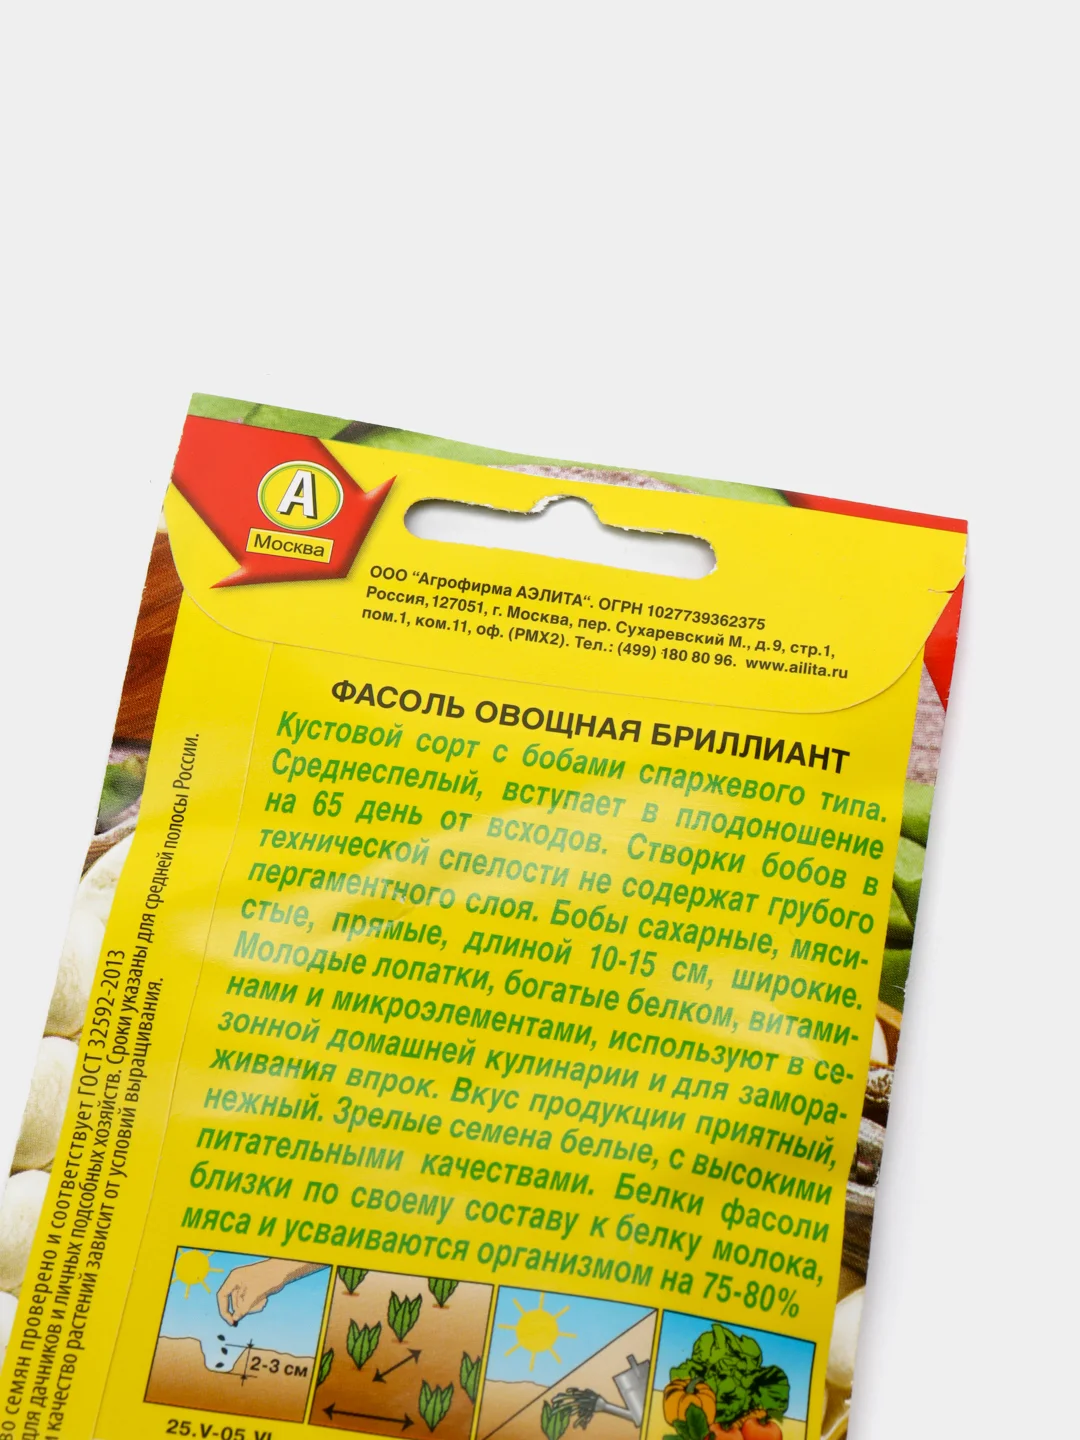 А
Москва
ООО “Агрофирма АЭЛИТА“. ОГРН 1027739362375
Россия, 127051, г. Москва, пер. Сухаревский М., д.9, стр.1,
пом.1, ком.11, оф. (РМХ2). Тел.: (499) 180 80 96. www.ailita.ru
ФАСОЛЬ ОВОЩНАЯ БРИЛЛИАНТ
Кустовой сорт с бобами спаржевого типа.
Среднеспелый, вступает в плодоношение
на 65 день от всходов. Створки бобов в
технической спелости не содержат грубого
пергаментного слоя. Бобы сахарные, мяси-
стые, прямые, длиной 10-15 см, широкие.
Молодые лопатки, богатые белком, витами-
нами и микроэлементами, используют в се-
зонной домашней кулинарии и для замора-
живания впрок. Вкус продукции приятный,
нежный. Зрелые семена белые, с высокими
питательными качествами. Белки фасоли
близки по своему составу к белку молока,
мяса и усваиваются организмом на 75-80%
2-3 см
25.V-05.VI
семян проверено и соответствует ГОСТ 32592-2013
для дачников и личных подсобных хозяйств. Сроки указаны для средней полосы России.
и качество растений зависит от условий выращивания.